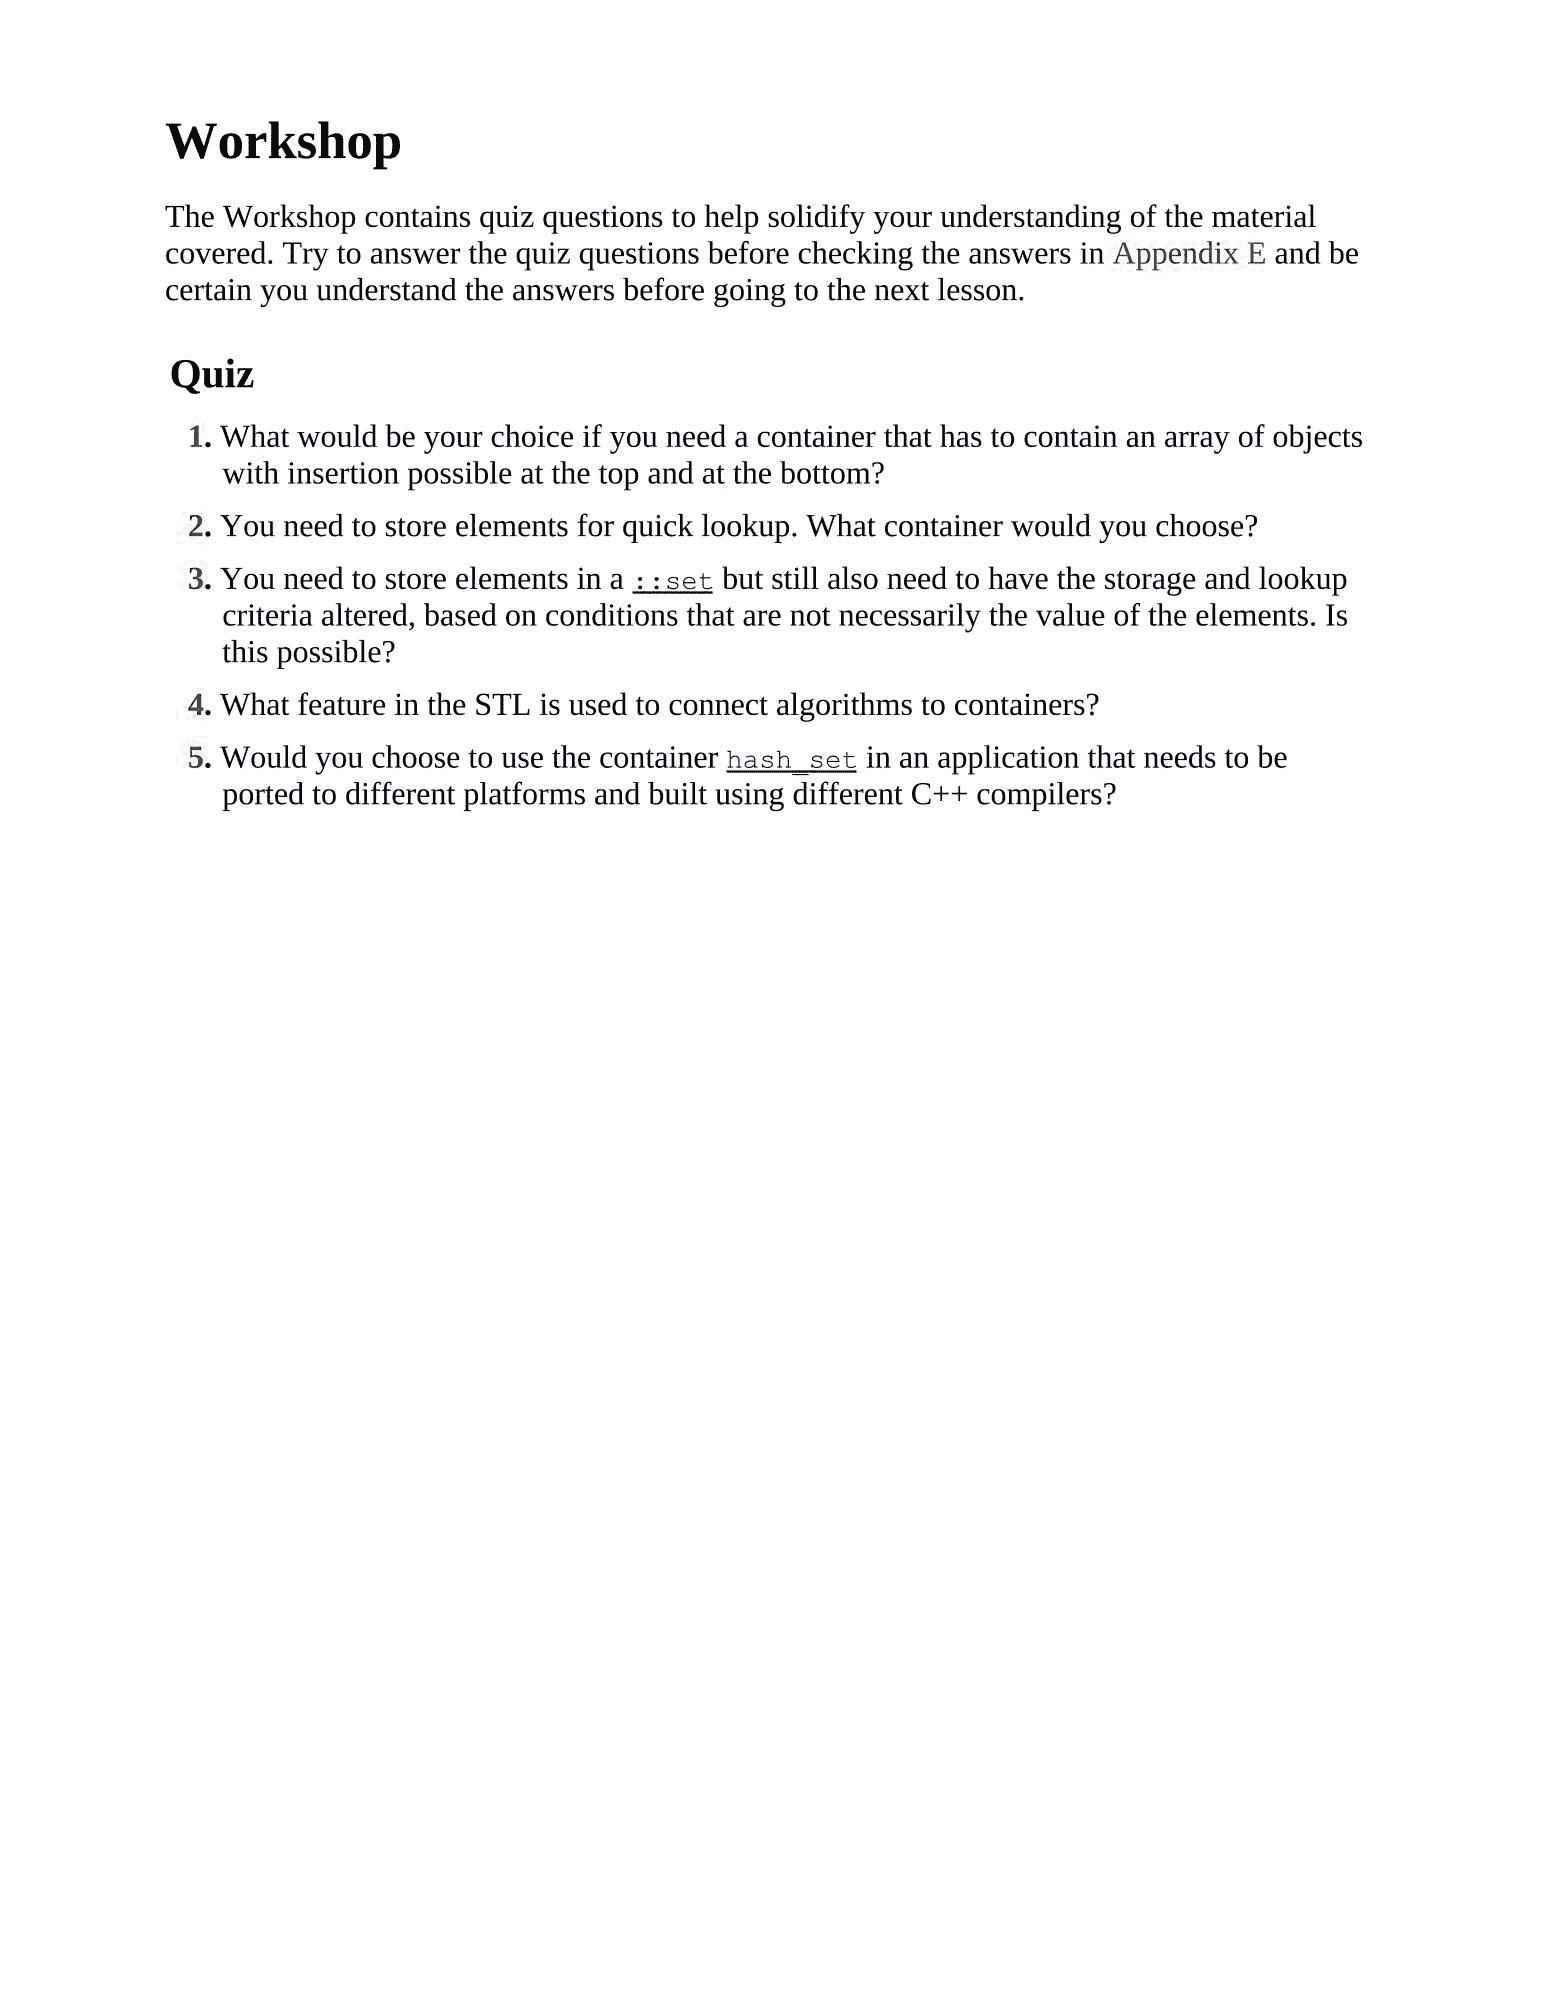 Workshop
The Workshop contains quiz questions to help solidify your understanding of the material
covered. Try to answer the quiz questions before checking the answers in Appendix E and be
certain you understand the answers before going to the next lesson.
Quiz
1. What would be your choice if you need a container that has to contain an array of objects
with insertion possible at the top and at the bottom?
2. You need to store elements for quick lookup. What container would you choose?
3. You need to store elements in a ::set but still also need to have the storage and lookup
criteria altered, based on conditions that are not necessarily the value of the elements. Is
this possible?
4. What feature in the STL is used to connect algorithms to containers?
5. Would you choose to use the container hash_set in an application that needs to be
ported to different platforms and built using different C++ compilers?